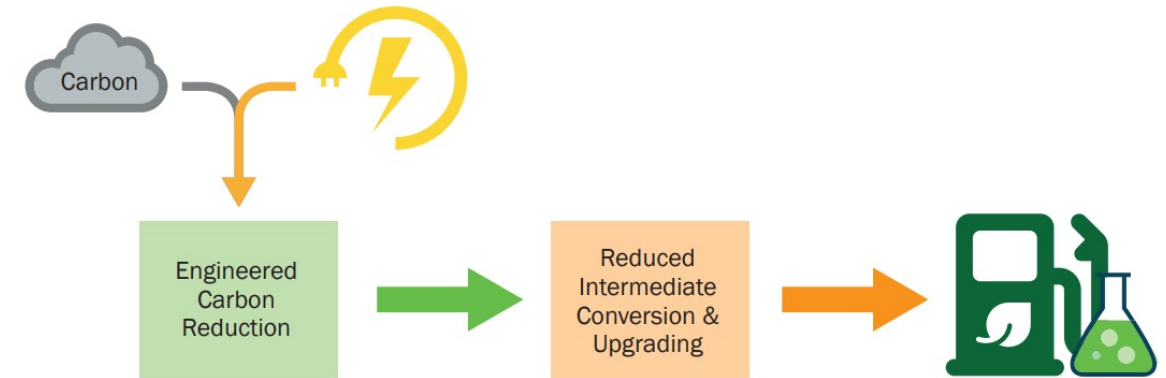 Carbon
Engineered
Carbon
Reduction
Reduced
Intermediate
Conversion &
Upgrading